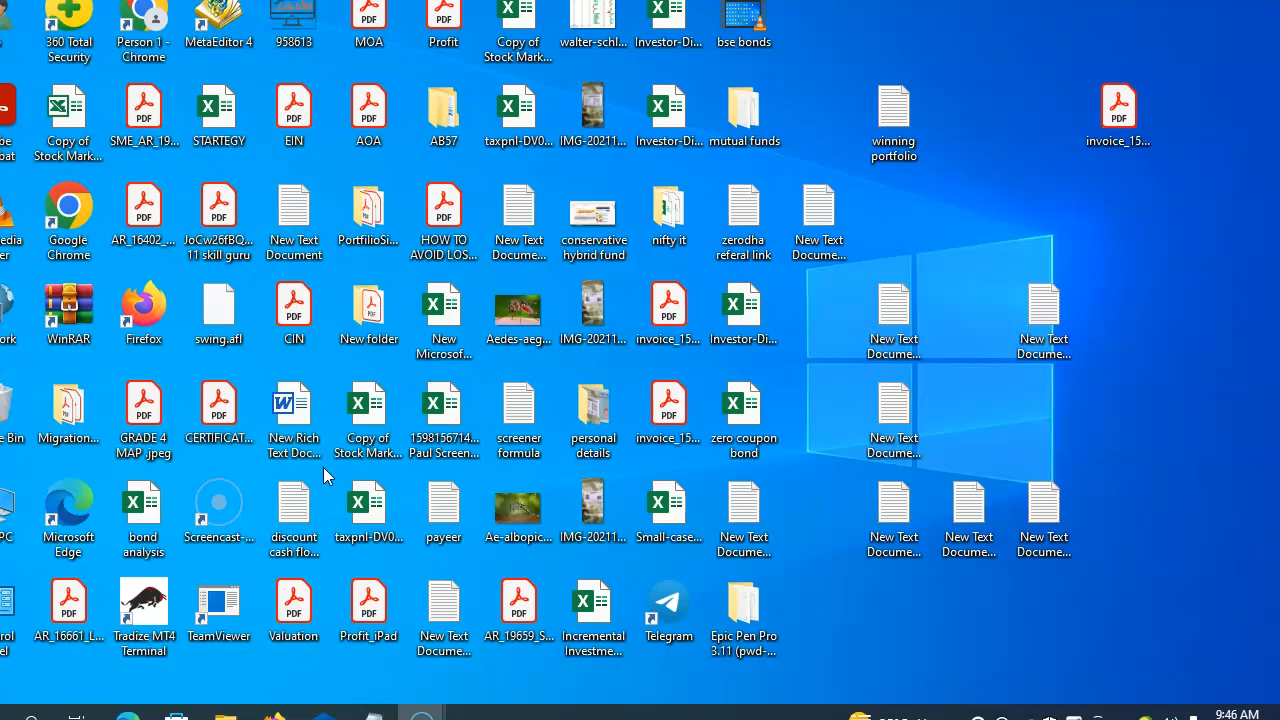 360 Total
Security
Person 1 -
Chrome
MetaEditor 4
958613
MOA
Profit
Copy of
Stock Mark...
walter-schl...
Investor-Di...
bse bonds
Copy of
Stock Mark...
SME_AR_19...
STARTEGY
EIN
AOA
AB57
taxpnl-DV0...
IMG-20211...
Investor-Di...
mutual funds
winning
portfolio
invoice_15...
Google
Chrome
AR_16402_...
JoCw26fBQ...
11 skill guru
New Text
Document
PortfilioSi...
HOW TO
AVOID LOS...
New Text
Docume...
conservative
hybrid fund
nifty it
zerodha
referal link
New Text
Docume...
WinRAR
Firefox
swing.afl
CIN
New folder
New
Microsof...
Aedes-aeg...
IMG-20211...
invoice_15...
Investor-Di...
New Text
Docume...
New Text
Docume...
Bin
Migration...
GRADE 4
MAP .jpeg
CERTIFICAT...
New Rich
Text Doc...
Copy of
Stock Mark...
1598156714...
Paul Screen...
screener
formula
personal
details
invoice_15...
zero coupon
bond
New Text
Docume...
PC
Microsoft
Edge
bond
analysis
Screencast-...
discount
cash flo...
taxpnl-DV0...
payeer
Ae-albopic...
IMG-20211...
Small-case...
New Text
Docume...
New Text
Docume...
New Text
Docume...
New Text
Docume...
AR_16661_L...
Tradize MT4
Terminal
TeamViewer
Valuation
Profit_iPad
New Text
Docume...
AR_19659_S...
Incremental
Investme...
Telegram
Epic Pen Pro
3.11 (pwd-...
9:46 AM